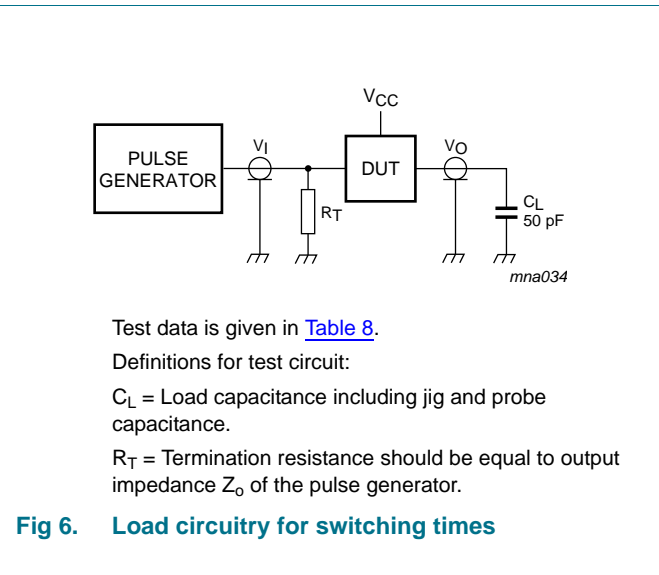 VCC
PULSE
GENERATOR
VI
DUT
VO
RT
CL
50 pF
mna034
Test data is given in Table 8.
Definitions for test circuit:
CL = Load capacitance including jig and probe
capacitance.
RT = Termination resistance should be equal to output
impedance Zo of the pulse generator.
Fig 6. Load circuitry for switching times